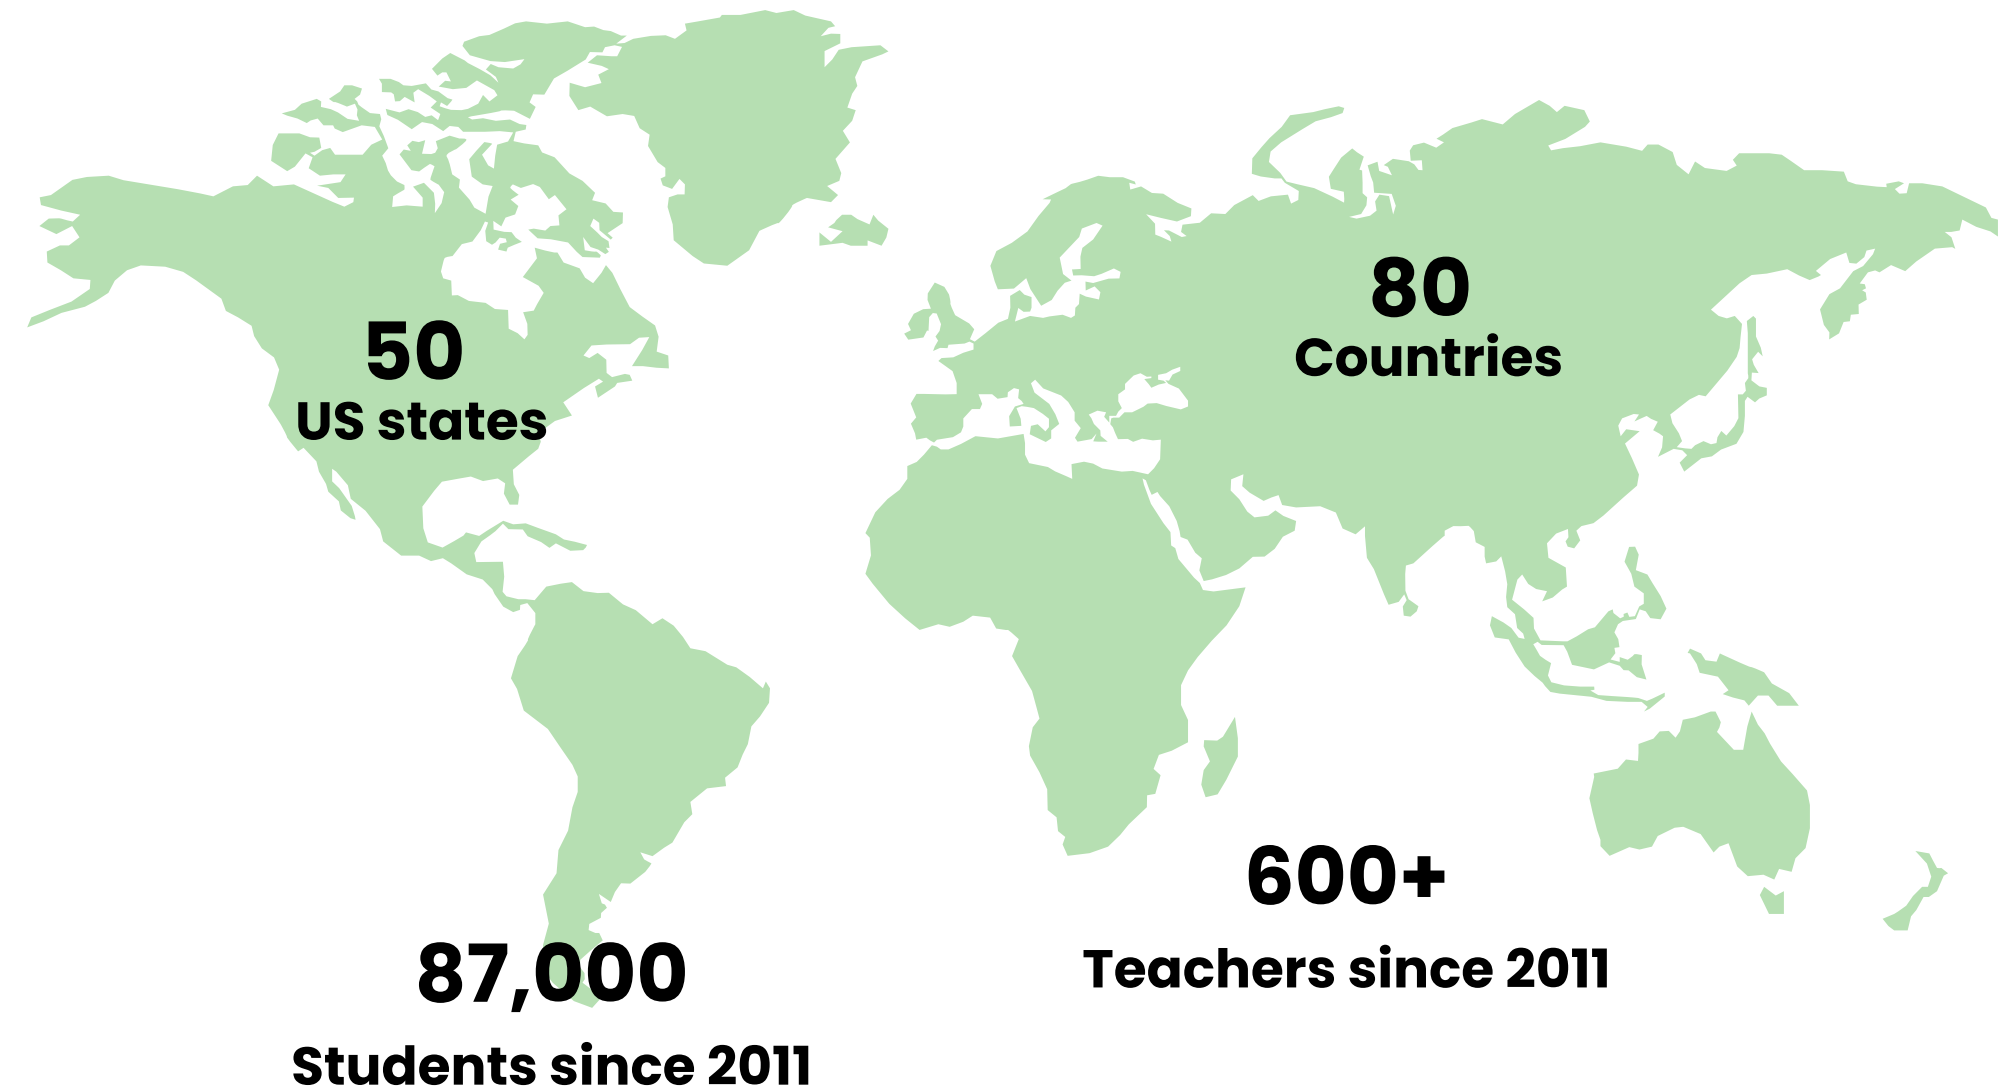 50
US states
80
Countries
87,000
Students since 2011
600+
Teachers since 2011